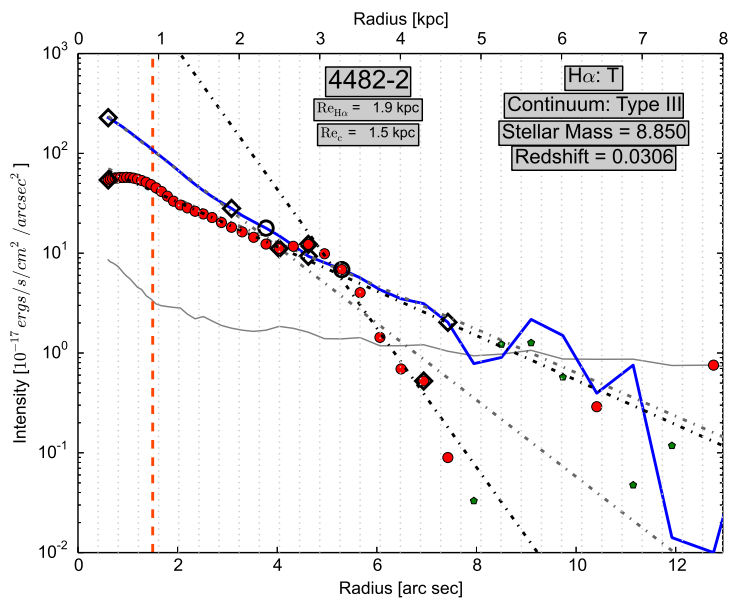 Radius [kpc]
0 1 2 3 4 5 6 7 8
10³
10²
10¹
10⁰
10⁻¹
10⁻²
Intensity [10⁻¹⁷ergs/s/cm² /arcsec² ]
4482-2
Re_Hα = 1.9 kpc
Re_c = 1.5 kpc
Hα: T
Continuum: Type III
Stellar Mass = 8.850
Redshift = 0.0306
0 2 4 6 8 10 12
Radius [arc sec]